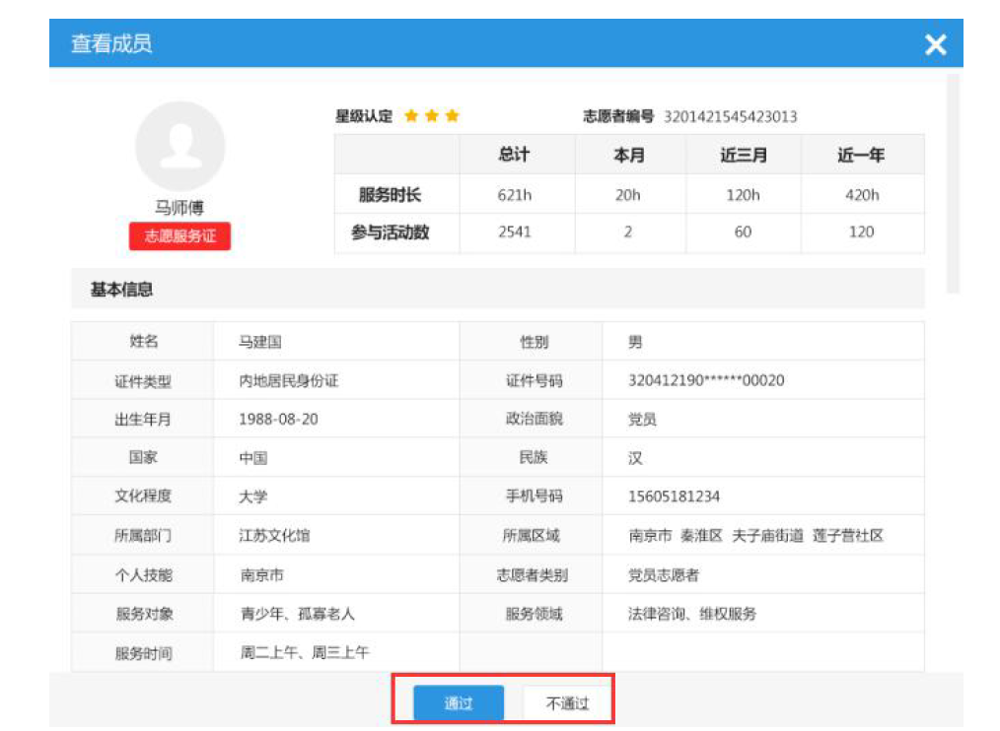 查看成员
星级认定 志愿者编号 3201421545423013
总计 本月 近三月 近一年
服务时长 621h 20h 120h 420h
马师傅
参与活动数 2541 2 60 120
志愿服务证
基本信息
姓名 马建国 性别 男
证件类型 内地居民身份证 证件号码 320412190******00020
出生年月 1988-08-20 政治面貌 党员
国家 中国 民族 汉
文化程度 大学 手机号码 15605181234
所属部门 江苏文化馆 所属区域 南京市 秦淮区 夫子庙街道 莲子营社区
个人技能 南京市 志愿者类别 党员志愿者
服务对象 青少年、孤寡老人 服务领域 法律咨询、维权服务
服务时间 周二上午、周三上午
通过 不通过